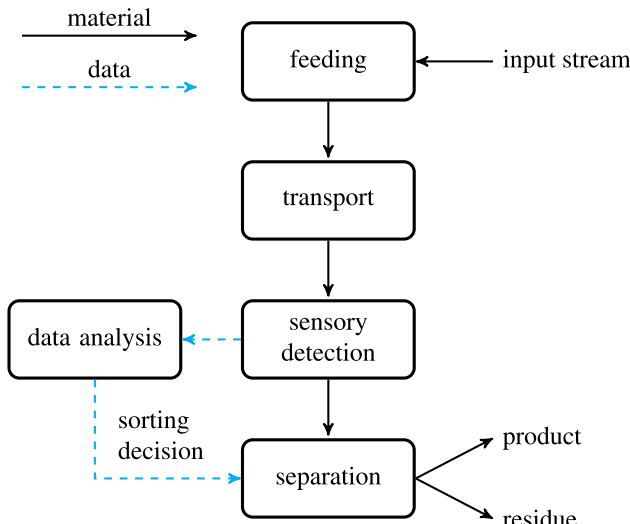 material
data
feeding
input stream
transport
sensory
detection
data analysis
sorting
decision
separation
product
residue